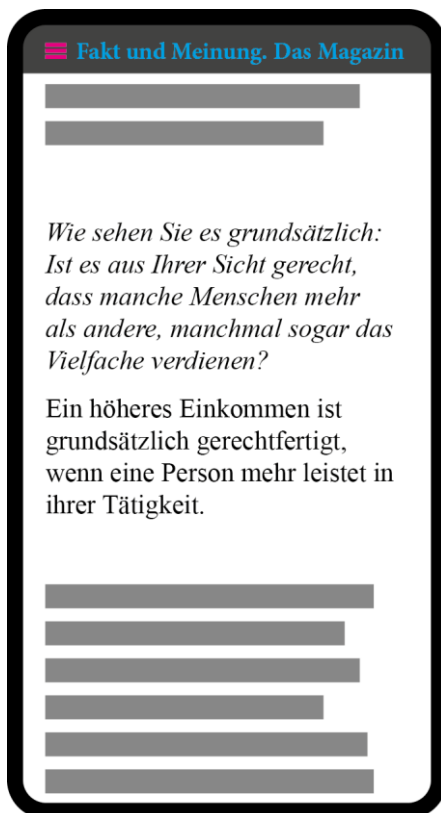 Fakt und Meinung. Das Magazin
Wie sehen Sie es grundsätzlich:
Ist es aus Ihrer Sicht gerecht,
dass manche Menschen mehr
als andere, manchmal sogar das
Vielfache verdienen?
Ein höheres Einkommen ist
grundsätzlich gerechtfertigt,
wenn eine Person mehr leistet in
ihrer Tätigkeit.